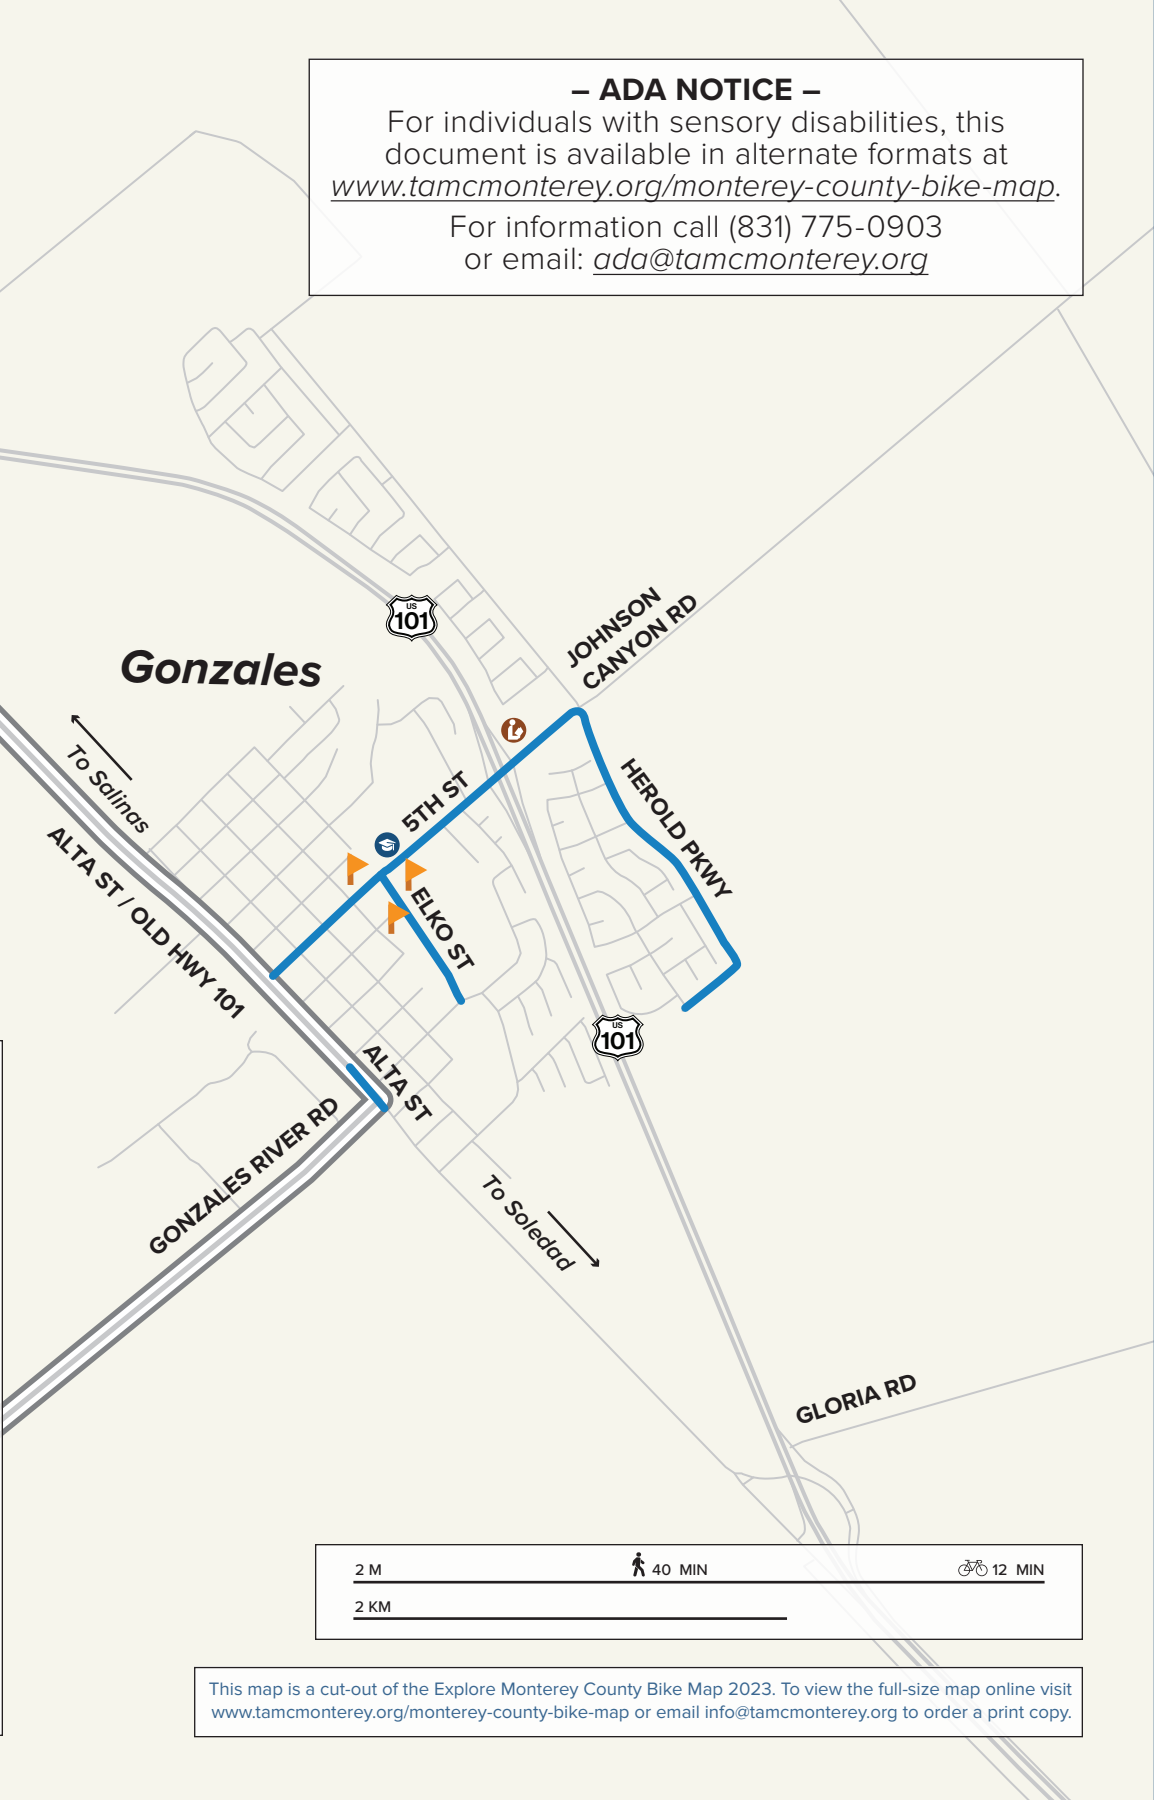 – ADA NOTICE –
For individuals with sensory disabilities, this
document is available in alternate formats at
www.tamcmonterey.org/monterey-county-bike-map.
For information call (831) 775-0903
or email: ada@tamcmonterey.org
US
101
JOHNSON
CANYON RD
Gonzales
To Salinas
5TH ST
HEROLD PKWY
ALTA ST / OLD HWY 101
ELKO ST
US
101
ALTA ST
GONZALES RIVER RD
To Soledad
GLORIA RD
2 M
40 MIN
12 MIN
2 KM
This map is a cut-out of the Explore Monterey County Bike Map 2023. To view the full-size map online visit
www.tamcmonterey.org/monterey-county-bike-map or email info@tamcmonterey.org to order a print copy.